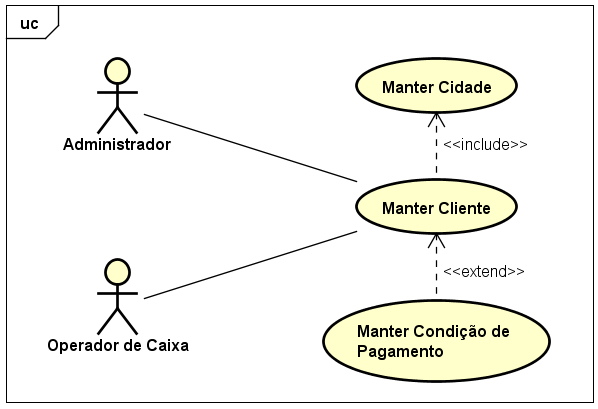 uc
Manter Cidade
Administrador
<<include>>
Manter Cliente
<<extend>>
Operador de Caixa
Manter Condição de
Pagamento